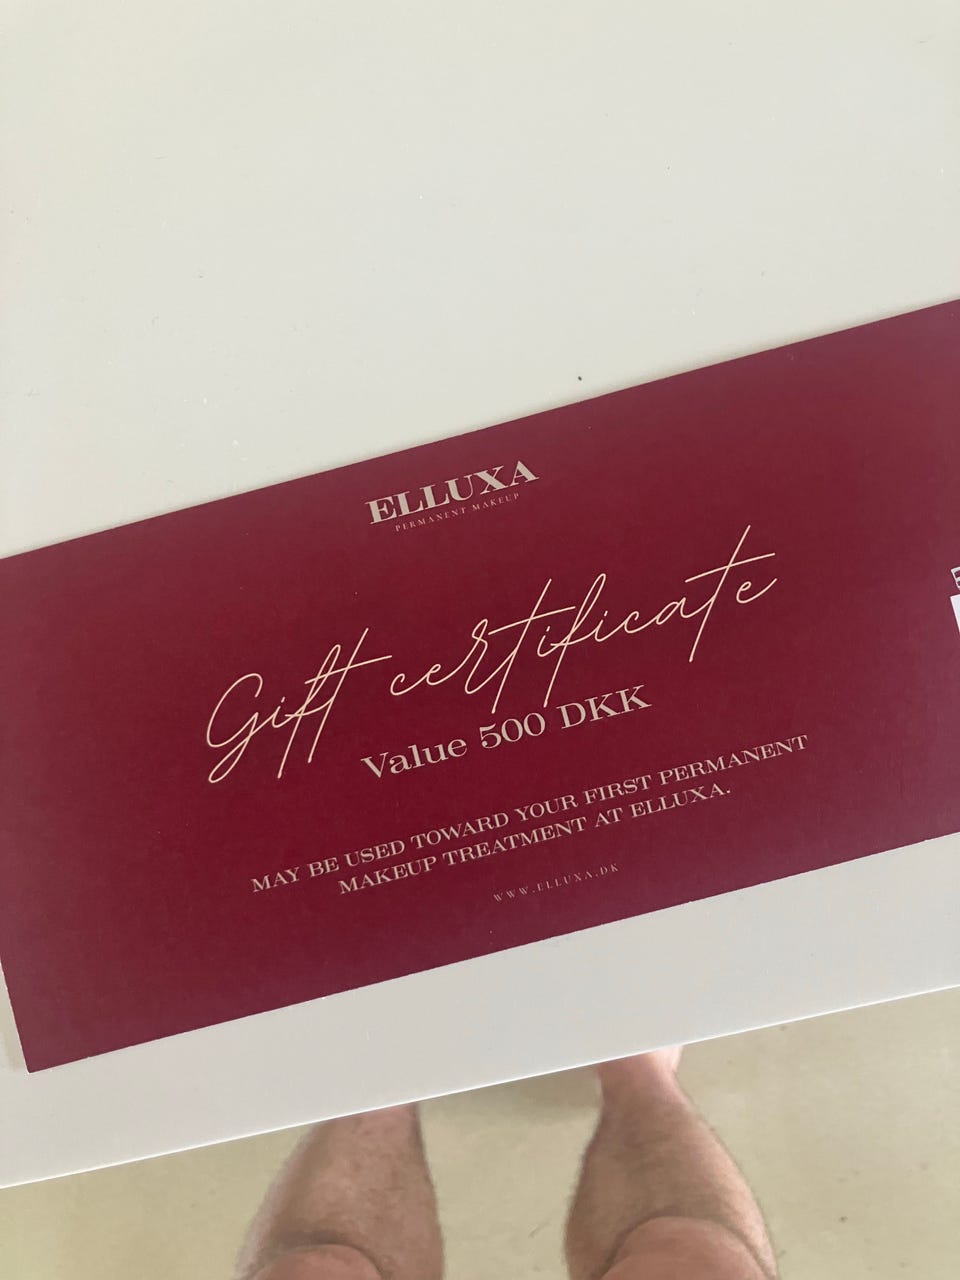 ELLUXA
PERMANENT MAKEUP
Gift certificate
Value 500 DKK
MAY BE USED TOWARD YOUR FIRST PERMANENT
MAKEUP TREATMENT AT ELLUXA.
WWW.ELLUXA.DK